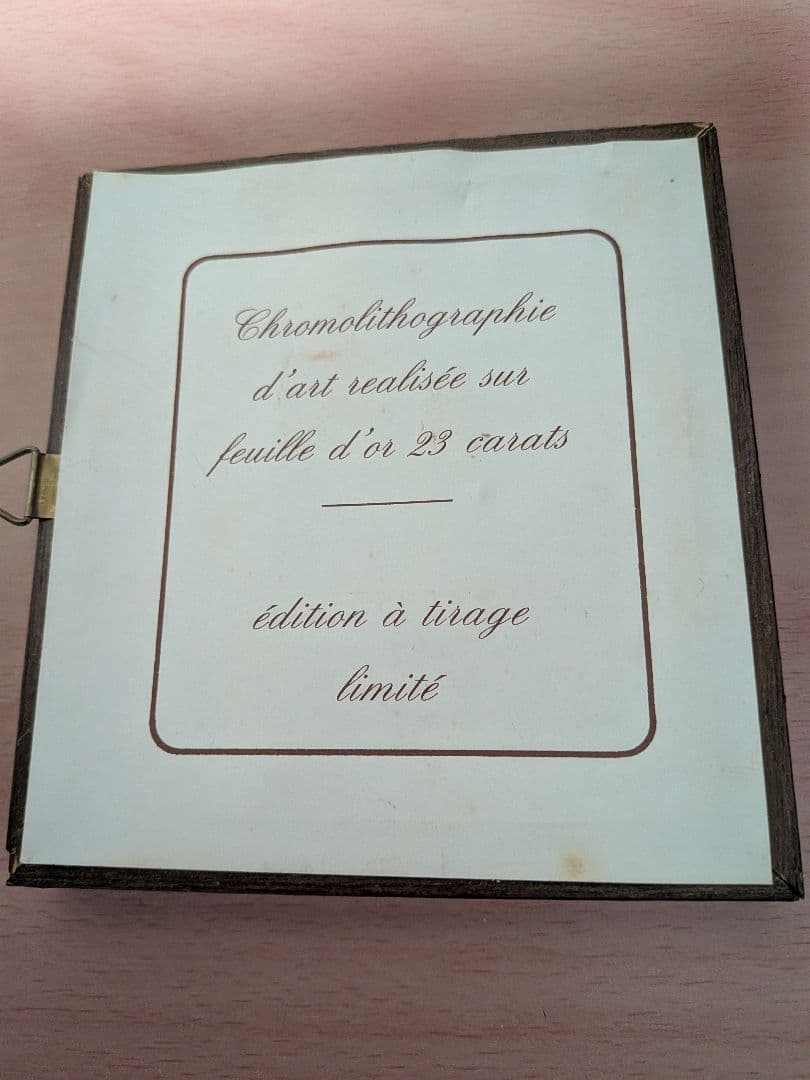 Chromolithographie
d'art realisée sur
feuille d'or 23 carats
édition à tirage
limité